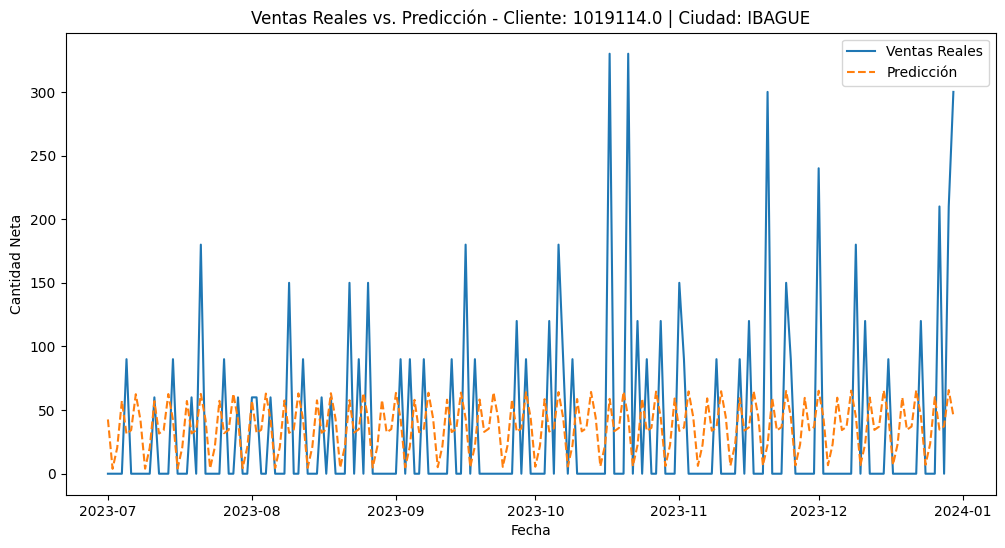 Ventas Reales vs. Predicción - Cliente: 1019114.0 | Ciudad: IBAGUE
Ventas Reales
Predicción
300
250
200
150
100
50
0
Cantidad Neta
2023-07 2023-08 2023-09 2023-10 2023-11 2023-12 2024-01
Fecha